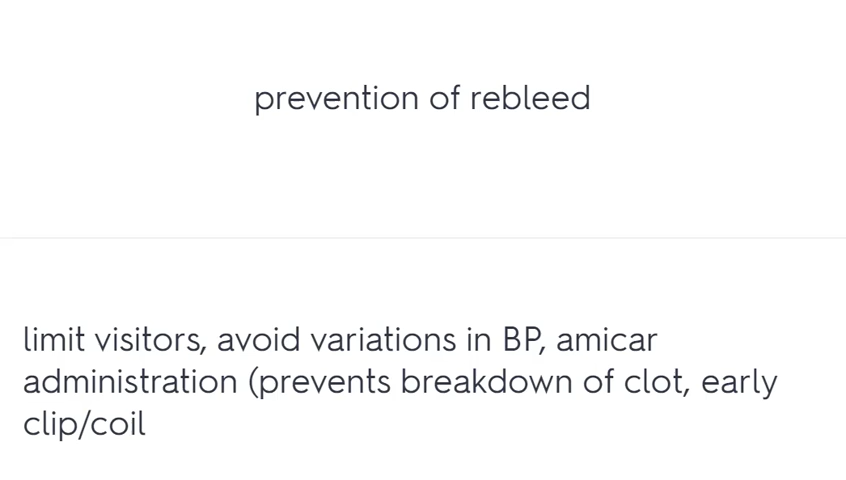 prevention of rebleed
limit visitors, avoid variations in BP, amicar
administration (prevents breakdown of clot, early
clip/coil